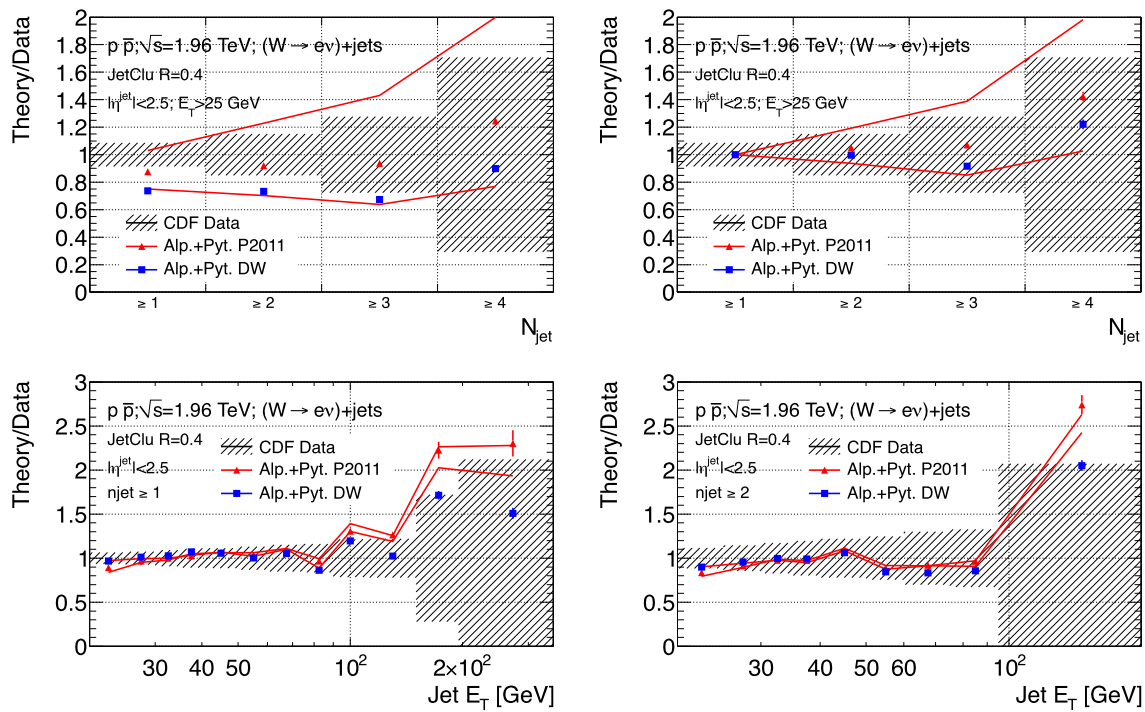 Theory/Data
2
1.8
1.6
1.4
1.2
1
0.8
0.6
0.4
0.2
0
p p̅;√s=1.96 TeV; (W → eν)+jets
JetClu R=0.4
|η^jet|<2.5; E_T>25 GeV
CDF Data
Alp.+Pyt. P2011
Alp.+Pyt. DW
≥ 1 ≥ 2 ≥ 3 ≥ 4
N_jet
Theory/Data
2
1.8
1.6
1.4
1.2
1
0.8
0.6
0.4
0.2
0
p p̅;√s=1.96 TeV; (W → eν)+jets
JetClu R=0.4
|η^jet|<2.5; E_T>25 GeV
CDF Data
Alp.+Pyt. P2011
Alp.+Pyt. DW
≥ 1 ≥ 2 ≥ 3 ≥ 4
N_jet
Theory/Data
3
2.5
2
1.5
1
0.5
0
p p̅;√s=1.96 TeV; (W → eν)+jets
JetClu R=0.4 CDF Data
|η^jet|<2.5 Alp.+Pyt. P2011
njet ≥ 1 Alp.+Pyt. DW
30 40 50 10² 2×10²
Jet E_T [GeV]
Theory/Data
3
2.5
2
1.5
1
0.5
0
p p̅;√s=1.96 TeV; (W → eν)+jets
JetClu R=0.4 CDF Data
|η^jet|<2.5 Alp.+Pyt. P2011
njet ≥ 2 Alp.+Pyt. DW
30 40 50 60 10²
Jet E_T [GeV]